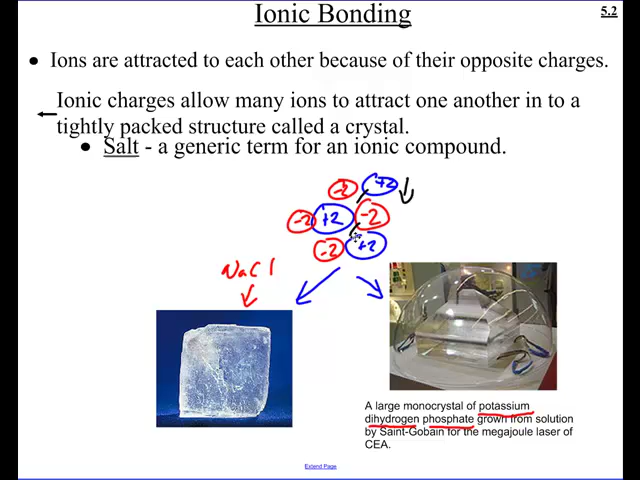 Ionic Bonding
5.2
Ions are attracted to each other because of their opposite charges.
Ionic charges allow many ions to attract one another in to a
tightly packed structure called a crystal.
Salt - a generic term for an ionic compound.
-2 +2
-2 +2 -2
-2 +2
NaCl
A large monocrystal of potassium
dihydrogen phosphate grown from solution
by Saint-Gobain for the megajoule laser of
CEA.
Extend Page